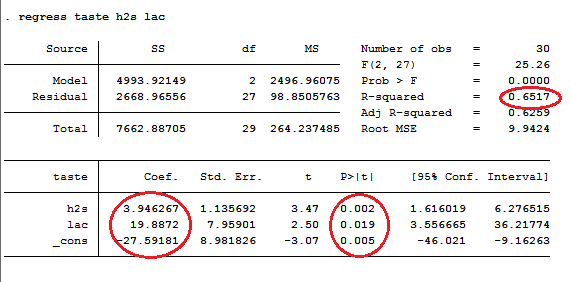 . regress taste h2s lac
Source SS df MS Number of obs = 30
F(2, 27) = 25.26
Model 4993.92149 2 2496.96075 Prob > F = 0.0000
Residual 2668.96556 27 98.8505763 R-squared = 0.6517
Adj R-squared = 0.6259
Total 7662.88705 29 264.237485 Root MSE = 9.9424
taste Coef. Std. Err. t P>|t| [95% Conf. Interval]
h2s 3.946267 1.135692 3.47 0.002 1.616019 6.276515
lac 19.8872 7.95901 2.50 0.019 3.556665 36.21774
_cons -27.59181 8.981826 -3.07 0.005 -46.021 -9.16263